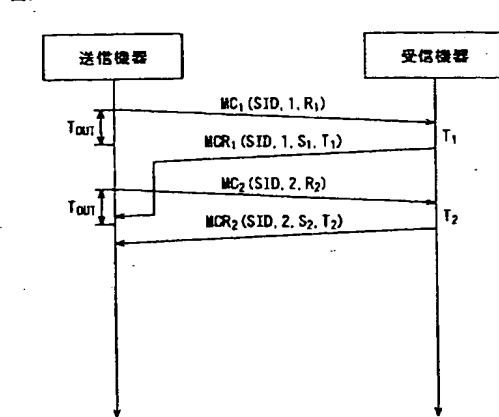 送信機器
受信機器
MC₁(SID, 1, R₁)
T_OUT
T₁
MCR₁(SID, 1, S₁, T₁)
MC₂(SID, 2, R₂)
T_OUT
T₂
MCR₂(SID, 2, S₂, T₂)